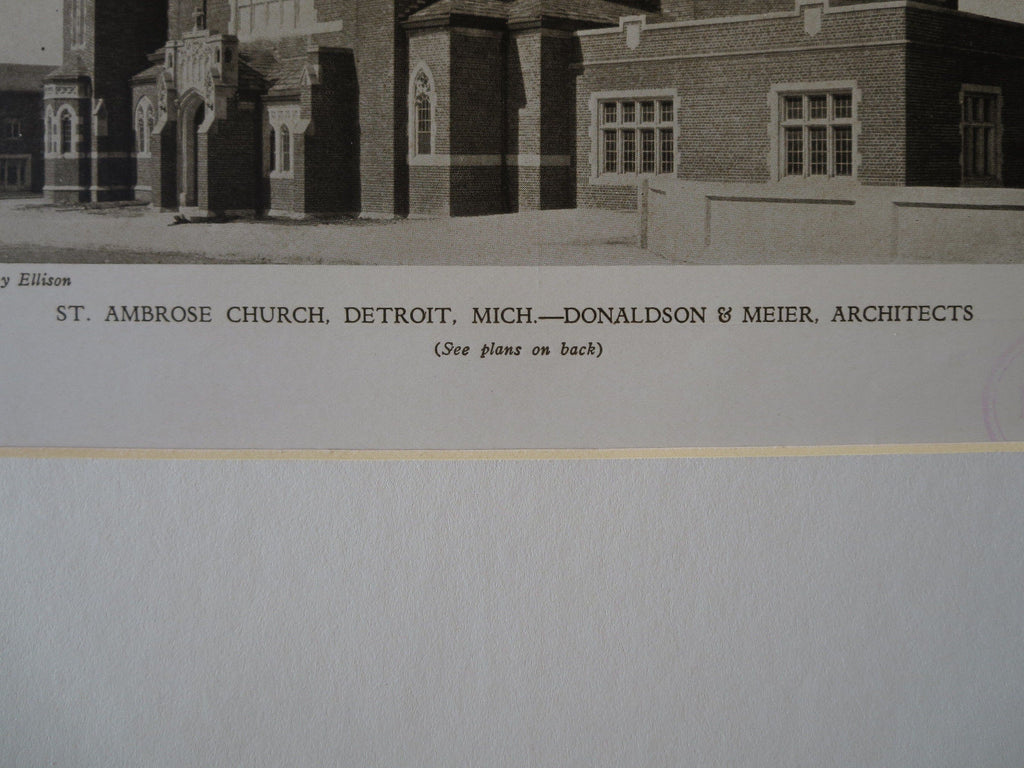 y Ellison
ST. AMBROSE CHURCH, DETROIT, MICH.—DONALDSON & MEIER, ARCHITECTS
(See plans on back)